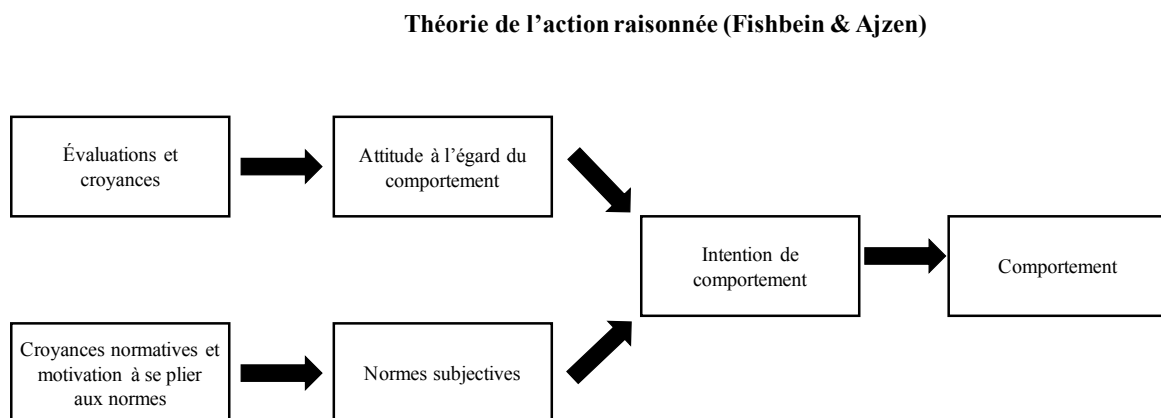 Théorie de l’action raisonnée (Fishbein & Ajzen)
Évaluations et
croyances
Attitude à l’égard du
comportement
Intention de
comportement
Comportement
Croyances normatives et
motivation à se plier
aux normes
Normes subjectives